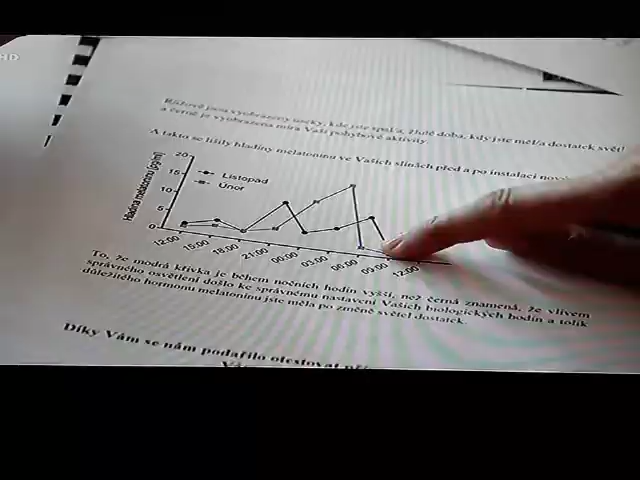 HD
Růžově jsou vyobrazeny úseky, kde jste spal/a, žlutě doba, kdy jste měl/a dostatek světl
a černě je vyobrazena míra Vaší pohybové aktivity.
A takto se lišily hladiny melatoninu ve Vašich slinách před a po instalaci
Hladina melatoninu [pg/ml]
20
15
10
5
0
Listopad
Únor
12:00 15:00 18:00 21:00 00:00 03:00 06:00 09:00 12:00
To, že modrá křivka je během nočních hodin vyšší, než černá znamená, že vlivem
správného osvětlení došlo ke správnému nastavení Vašich biologických hodin a tolik
důležitého hormonu melatoninu jste měla po změně světel dostatek.
Díky Vám se nám podařilo otestovat